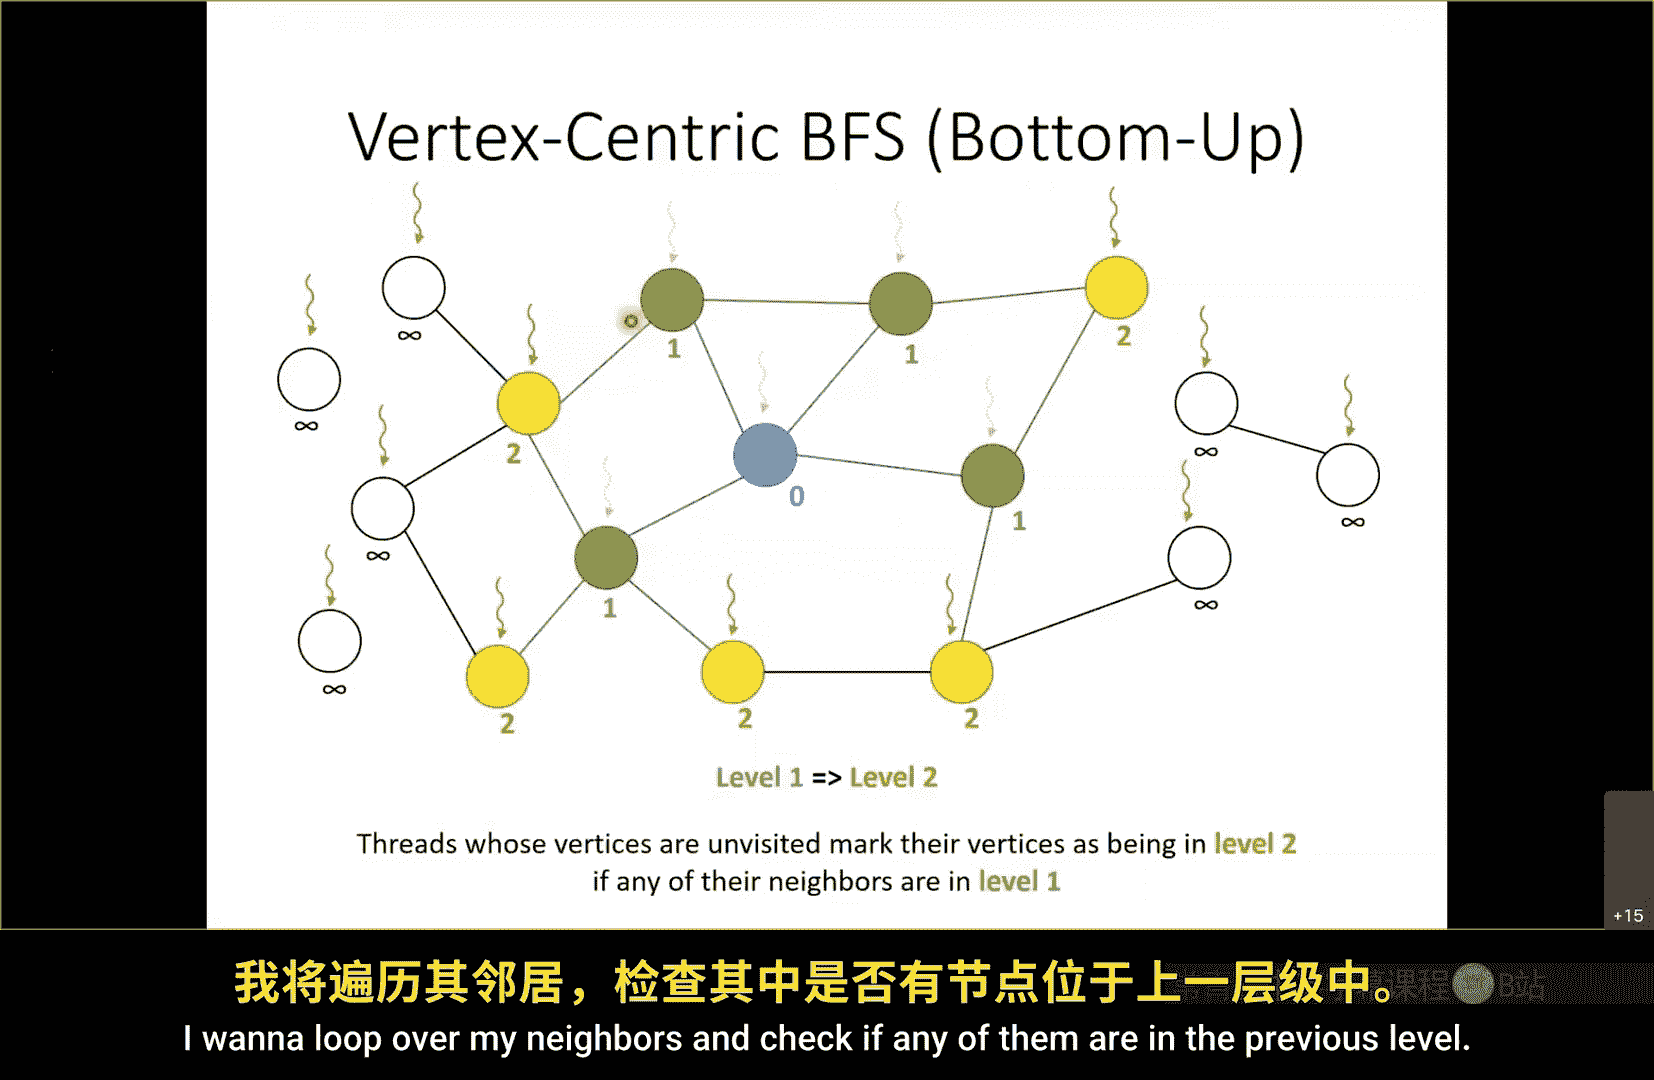 Vertex-Centric BFS (Bottom-Up)
∞
1
1
2
∞
2
∞
∞
0
1
∞
∞
1
∞
∞
2
2
2
Level 1 => Level 2
Threads whose vertices are unvisited mark their vertices as being in level 2
if any of their neighbors are in level 1
+15
我将遍历其邻居，检查其中是否有节点位于上一层级中。
课程 B站
I wanna loop over my neighbors and check if any of them are in the previous level.